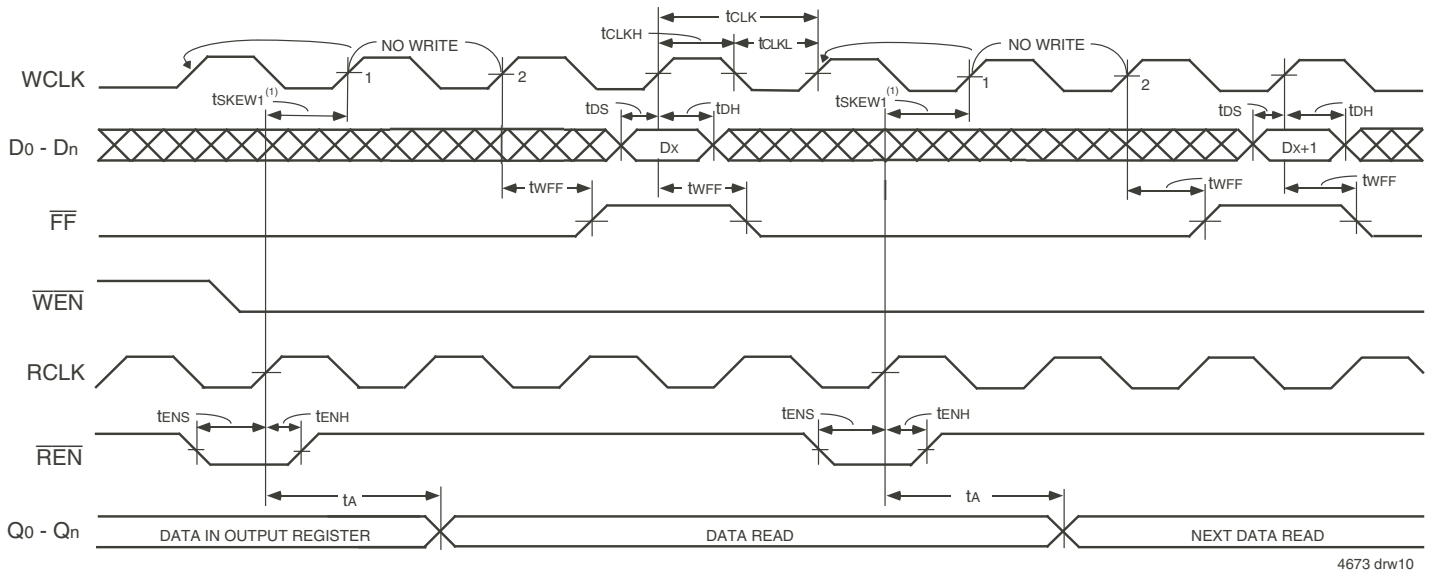 tCLK
tCLKH tCLKL
NO WRITE NO WRITE
WCLK 1 2 1 2
tSKEW1(1) tDS tDH tSKEW1(1) tDS tDH
D0 - Dn DX DX+1
tWFF tWFF tWFF tWFF
FF
WEN
RCLK
tENS tENH tENS tENH
REN
tA tA
Q0 - Qn DATA IN OUTPUT REGISTER DATA READ NEXT DATA READ
4673 drw10